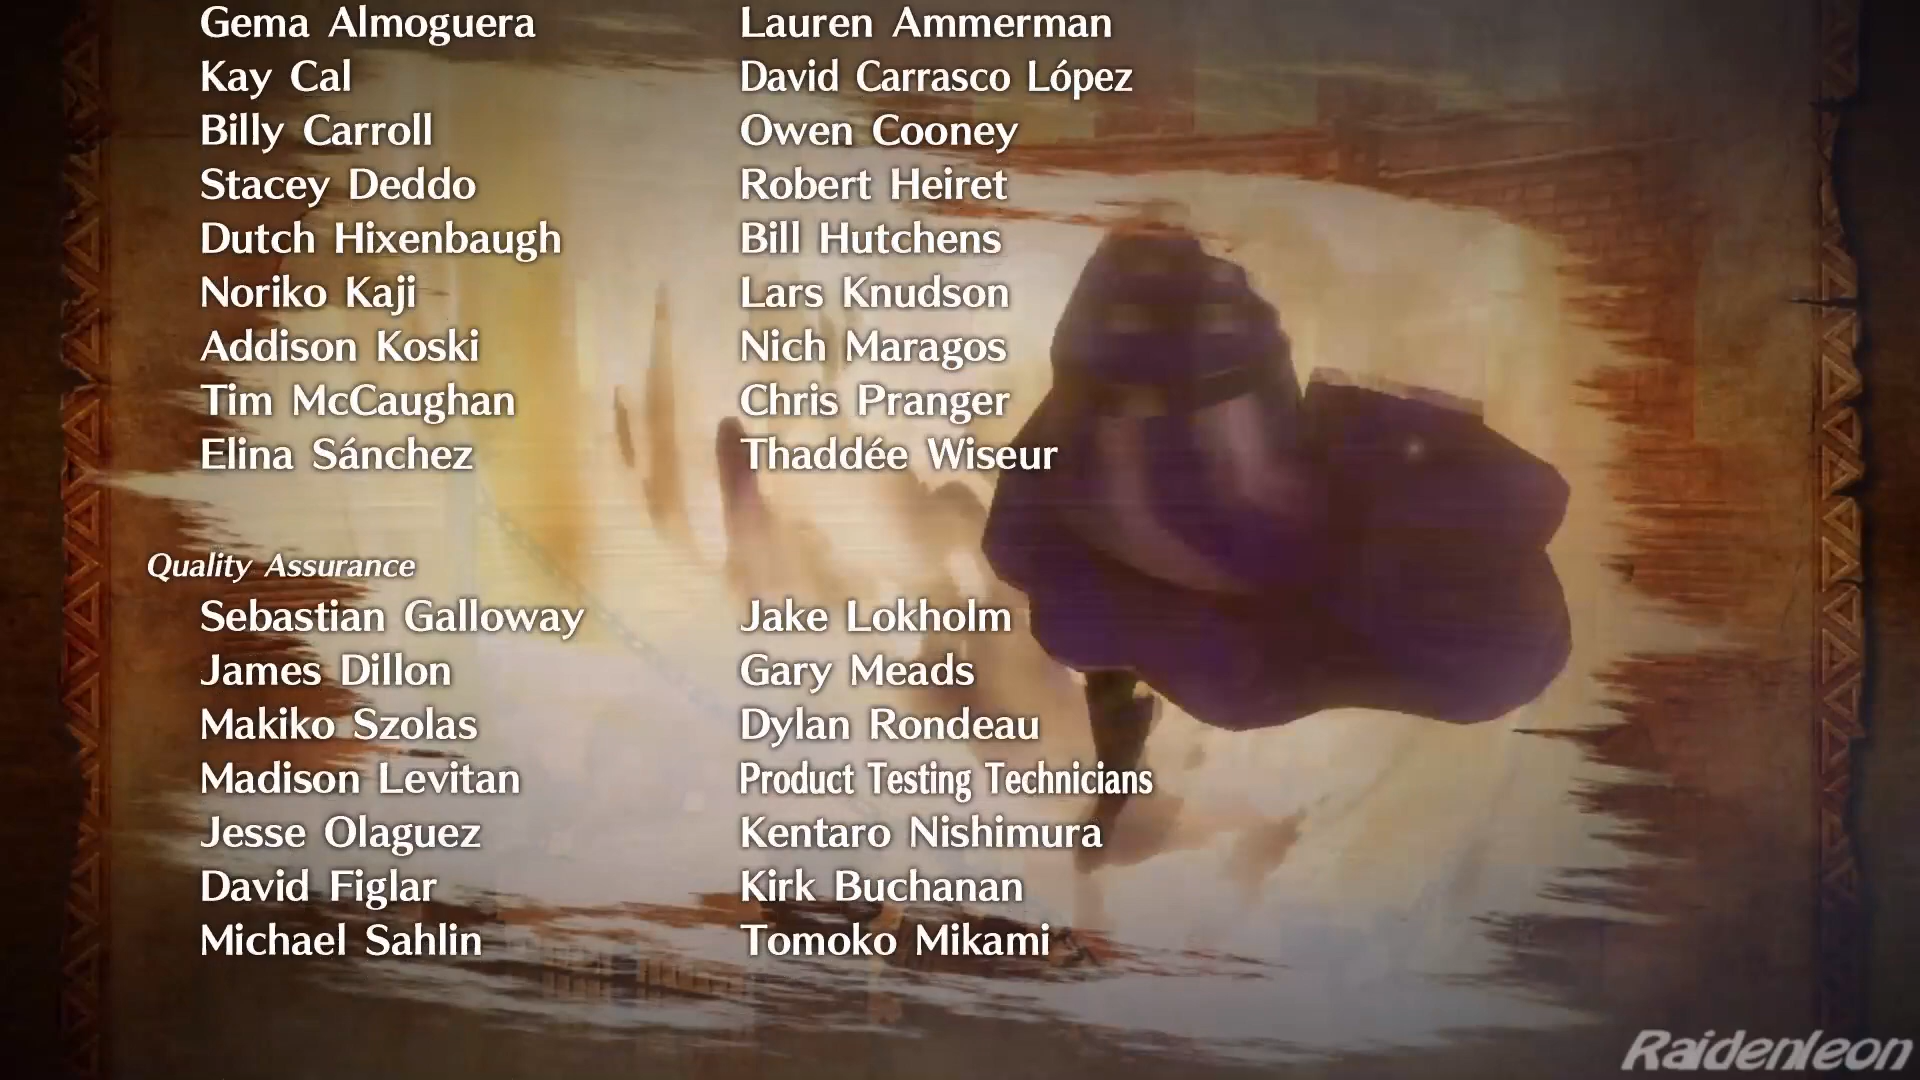 Gema Almoguera Lauren Ammerman
Kay Cal David Carrasco López
Billy Carroll Owen Cooney
Stacey Deddo Robert Heiret
Dutch Hixenbaugh Bill Hutchens
Noriko Kaji Lars Knudson
Addison Koski Nich Maragos
Tim McCaughan Chris Pranger
Elina Sánchez Thaddée Wiseur
Quality Assurance
Sebastian Galloway Jake Lokholm
James Dillon Gary Meads
Makiko Szolas Dylan Rondeau
Madison Levitan Product Testing Technicians
Jesse Olaguez Kentaro Nishimura
David Figlar Kirk Buchanan
Michael Sahlin Tomoko Mikami
Raidenleon